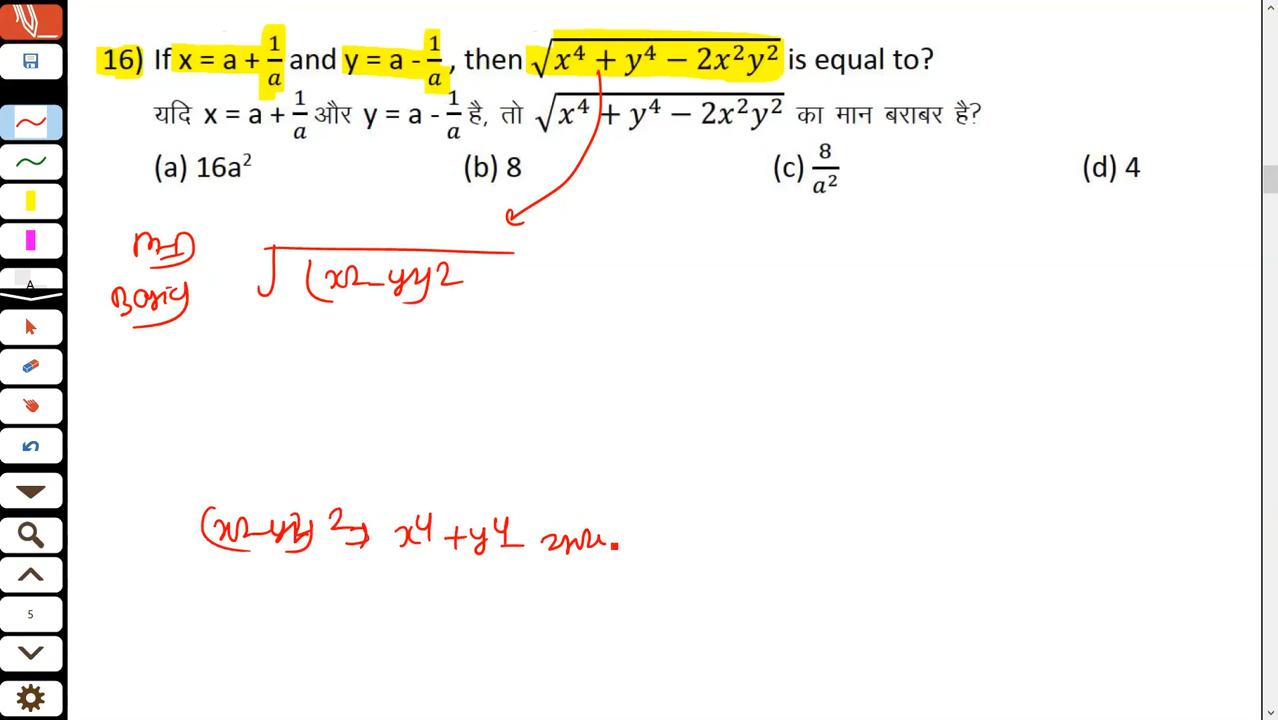 16) If x = a + 1/a and y = a - 1/a , then √(x⁴ + y⁴ − 2x²y²) is equal to?
यदि x = a + 1/a और y = a - 1/a है, तो √(x⁴ + y⁴ − 2x²y²) का मान बराबर है?
(a) 16a² (b) 8 (c) 8/a² (d) 4
√(x2-y2)2
(x2-y2)2 ⇒ x4 +y4 -
A
5